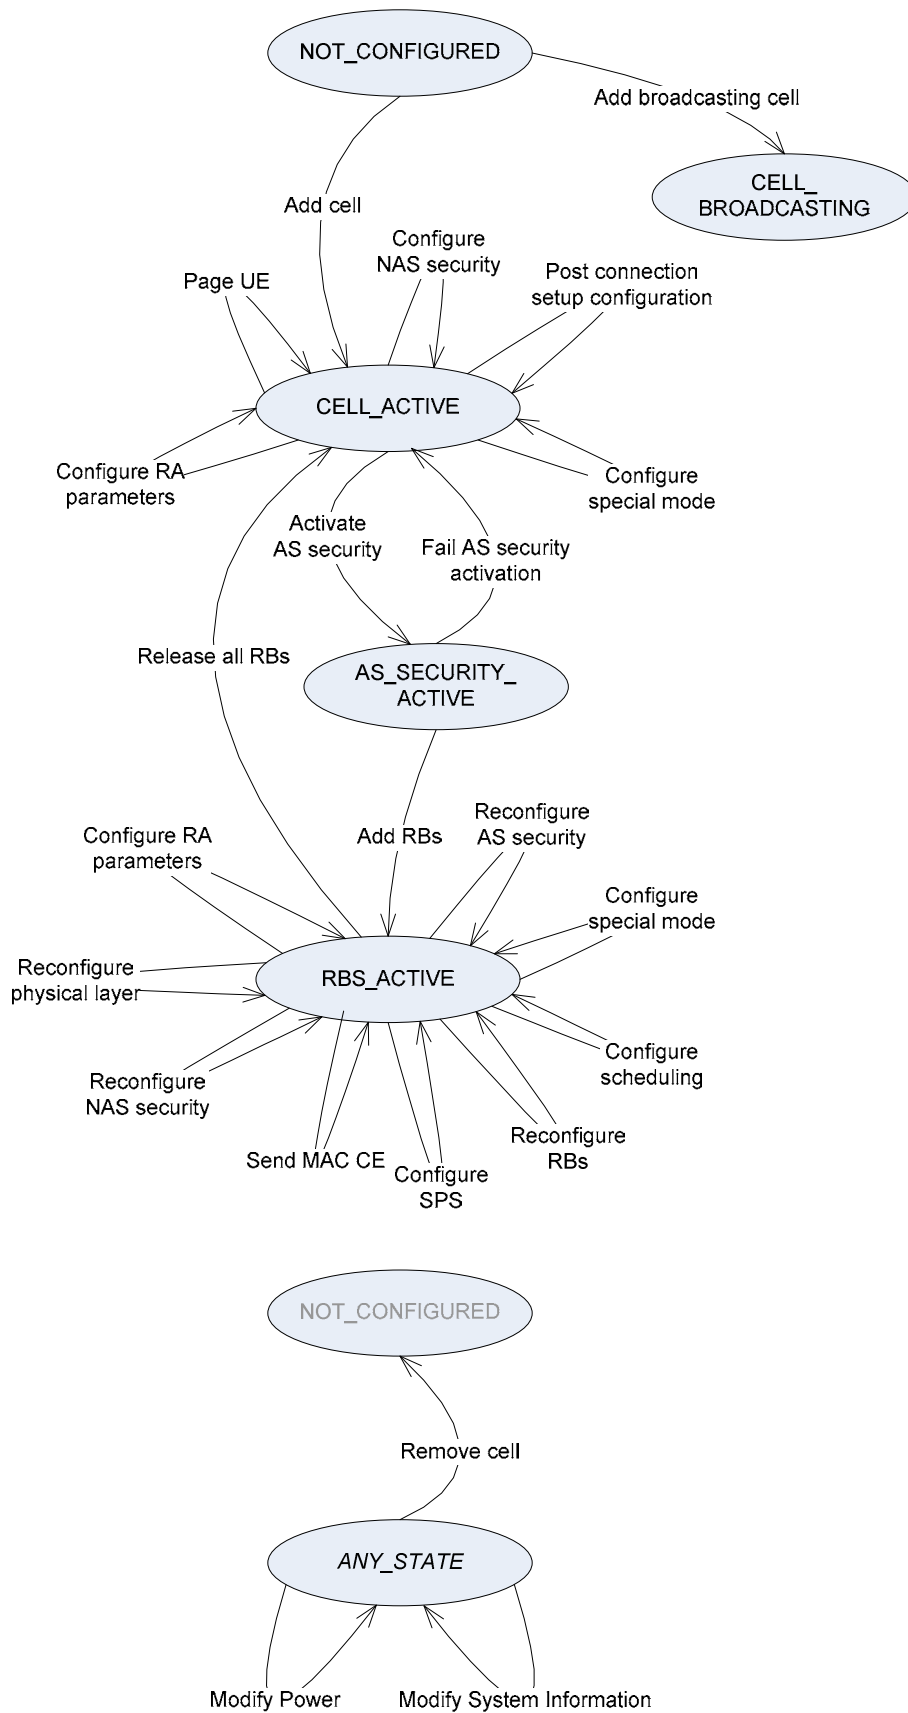 NOT_CONFIGURED
Add broadcasting cell
CELL_
BROADCASTING
Add cell
Configure
NAS security
Page UE
Post connection
setup configuration
CELL_ACTIVE
Configure RA
parameters
Configure
special mode
Activate
AS security
Fail AS security
activation
Release all RBs
AS_SECURITY_
ACTIVE
Reconfigure
AS security
Configure RA
parameters
Add RBs
Configure
special mode
Reconfigure
physical layer
RBS_ACTIVE
Configure
scheduling
Reconfigure
NAS security
Reconfigure
RBs
Send MAC CE
Configure
SPS
NOT_CONFIGURED
Remove cell
ANY_STATE
Modify Power
Modify System Information